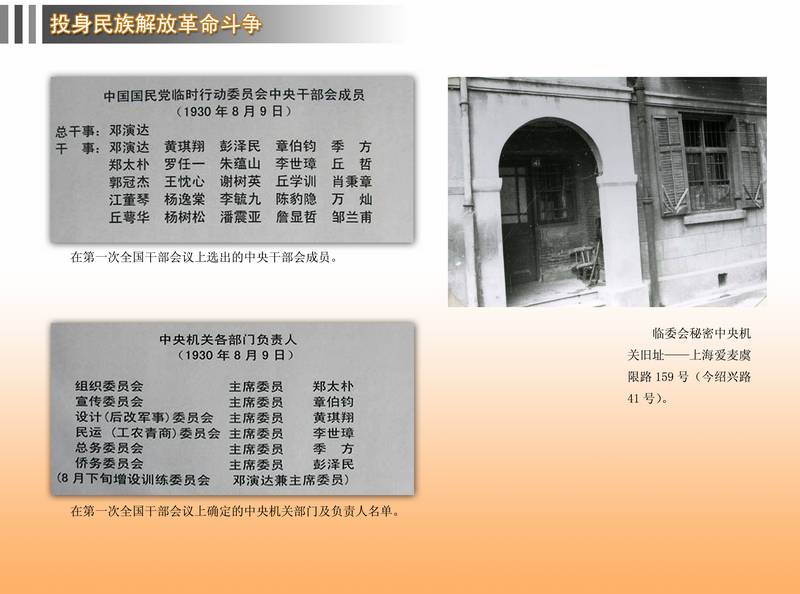 投身民族解放革命斗争
中国国民党临时行动委员会中央干部会成员
（1930年8月9日）
总干事：邓演达
干　事：邓演达　黄琪翔　彭泽民　章伯钧　季　方
郑太朴　罗任一　朱蕴山　李世璋　丘　哲
郭冠杰　王忱心　谢树英　丘学训　肖秉章
江董琴　杨逸棠　李毓九　陈豹隐　万　灿
丘萼华　杨树松　潘震亚　詹显哲　邹兰甫
在第一次全国干部会议上选出的中央干部会成员。
中央机关各部门负责人
（1930年8月9日）
组织委员会　主席委员　郑太朴
宣传委员会　主席委员　章伯钧
设计(后改军事)委员会　主席委员　黄琪翔
民运（工农青商)委员会　主席委员　李世璋
总务委员会　主席委员　季　方
侨务委员会　主席委员　彭泽民
(8月下旬增设训练委员会　邓演达兼主席委员)
在第一次全国干部会议上确定的中央机关部门及负责人名单。
临委会秘密中央机
关旧址——上海爱麦虞
限路159号（今绍兴路
41号）。